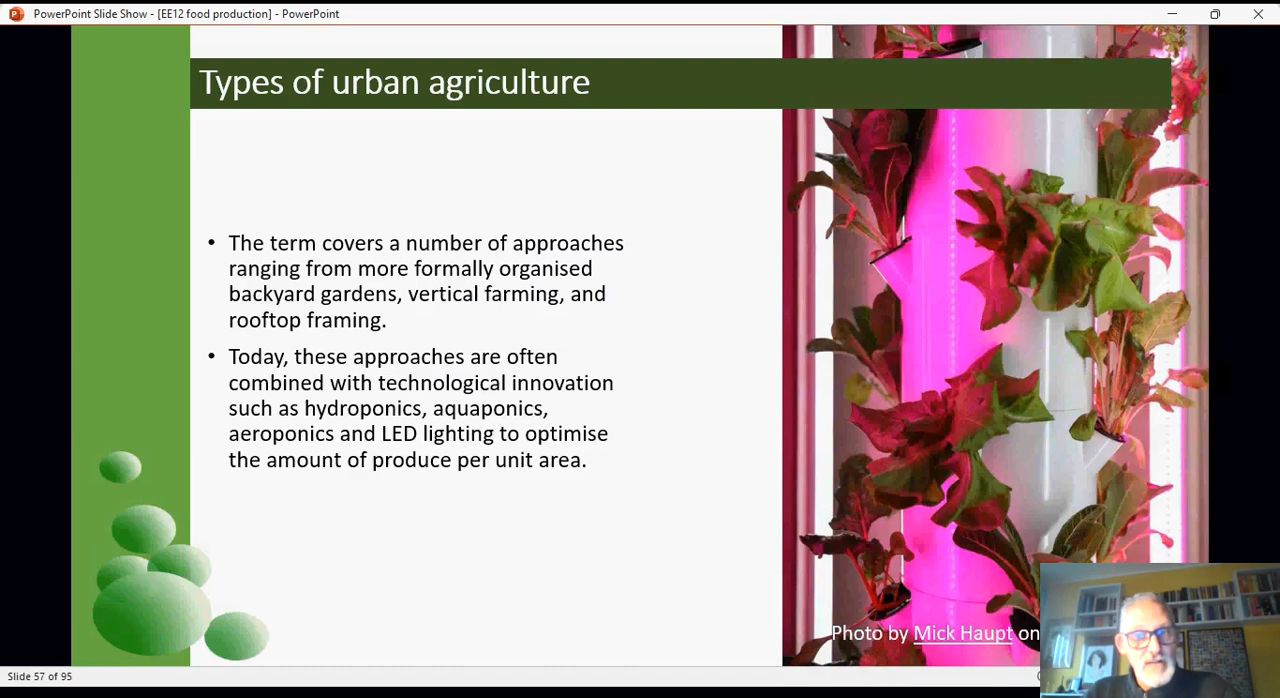 PowerPoint Slide Show - [EE12 food production] - PowerPoint
Types of urban agriculture
• The term covers a number of approaches
ranging from more formally organised
backyard gardens, vertical farming, and
rooftop framing.
• Today, these approaches are often
combined with technological innovation
such as hydroponics, aquaponics,
aeroponics and LED lighting to optimise
the amount of produce per unit area.
Photo by Mick Haupt on
Slide 57 of 95